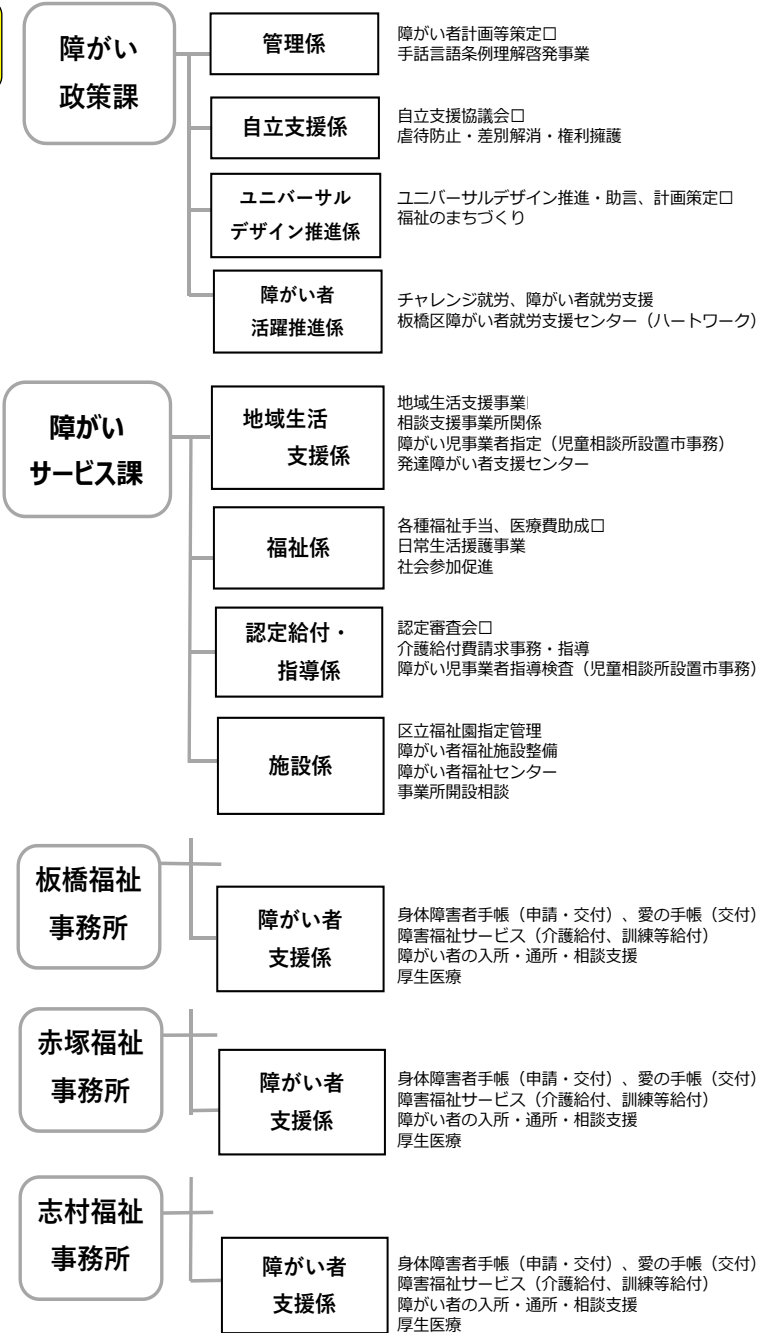 障がい
政策課
管理係
障がい者計画等策定□
手話言語条例理解啓発事業
自立支援係
自立支援協議会□
虐待防止・差別解消・権利擁護
ユニバーサル
デザイン推進係
ユニバーサルデザイン推進・助言、計画策定□
福祉のまちづくり
障がい者
活躍推進係
チャレンジ就労、障がい者就労支援
板橋区障がい者就労支援センター（ハートワーク）
障がい
サービス課
地域生活
支援係
地域生活支援事業
相談支援事業所関係
障がい児事業者指定（児童相談所設置市事務）
発達障がい者支援センター
福祉係
各種福祉手当、医療費助成□
日常生活援護事業
社会参加促進
認定給付・
指導係
認定審査会□
介護給付費請求事務・指導
障がい児事業者指導検査（児童相談所設置市事務）
施設係
区立福祉園指定管理
障がい者福祉施設整備
障がい者福祉センター
事業所開設相談
板橋福祉
事務所
障がい者
支援係
身体障害者手帳（申請・交付）、愛の手帳（交付）
障害福祉サービス（介護給付、訓練等給付）
障がい者の入所・通所・相談支援
厚生医療
赤塚福祉
事務所
障がい者
支援係
身体障害者手帳（申請・交付）、愛の手帳（交付）
障害福祉サービス（介護給付、訓練等給付）
障がい者の入所・通所・相談支援
厚生医療
志村福祉
事務所
障がい者
支援係
身体障害者手帳（申請・交付）、愛の手帳（交付）
障害福祉サービス（介護給付、訓練等給付）
障がい者の入所・通所・相談支援
厚生医療